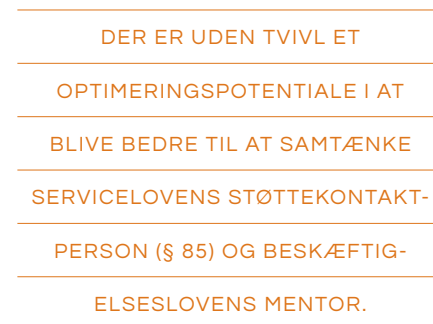 DER ER UDEN TVIVL ET
OPTIMERINGSPOTENTIALE I AT
BLIVE BEDRE TIL AT SAMTÆNKE
SERVICELOVENS STØTTEKONTAKT-
PERSON (§ 85) OG BESKÆFTIG-
ELSESLOVENS MENTOR.